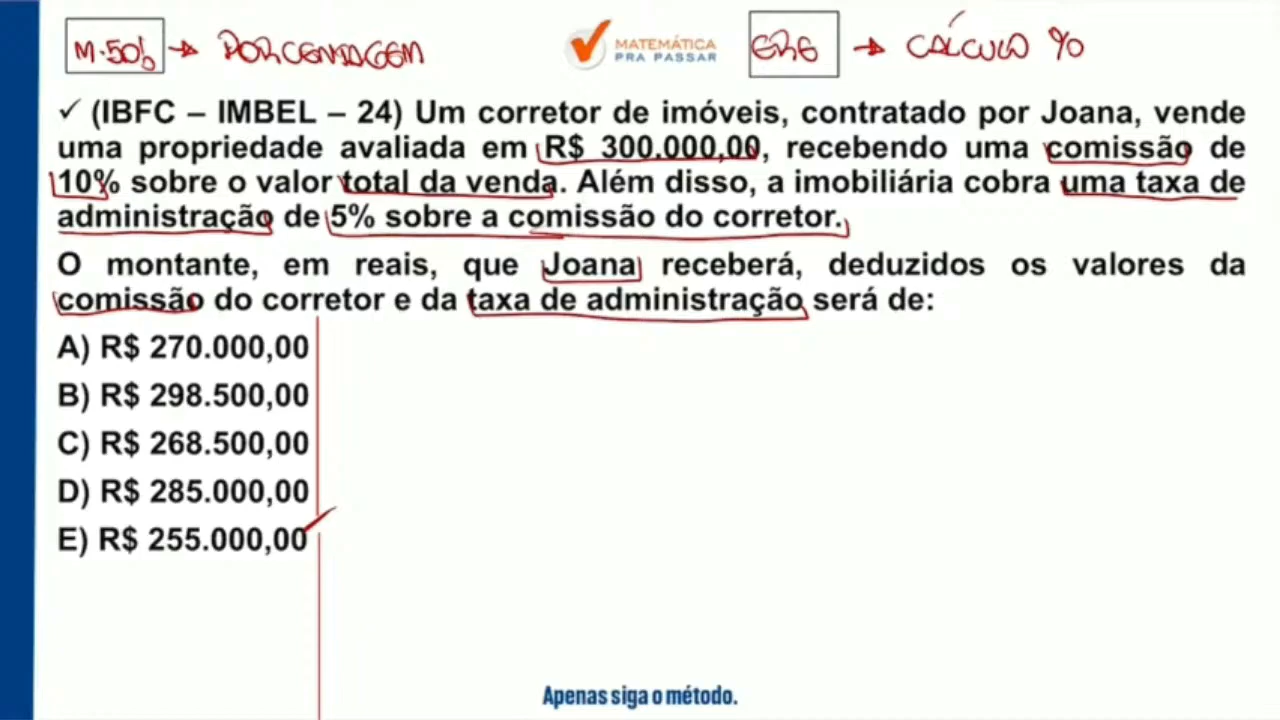 M.50% → PORCENTAGEM
MATEMÁTICA
PRA PASSAR
→ CÁLCULO %
✓ (IBFC – IMBEL – 24) Um corretor de imóveis, contratado por Joana, vende
uma propriedade avaliada em R$ 300.000,00, recebendo uma comissão de
10% sobre o valor total da venda. Além disso, a imobiliária cobra uma taxa de
administração de 5% sobre a comissão do corretor.
O montante, em reais, que Joana receberá, deduzidos os valores da
comissão do corretor e da taxa de administração será de:
A) R$ 270.000,00
B) R$ 298.500,00
C) R$ 268.500,00
D) R$ 285.000,00
E) R$ 255.000,00
Apenas siga o método.